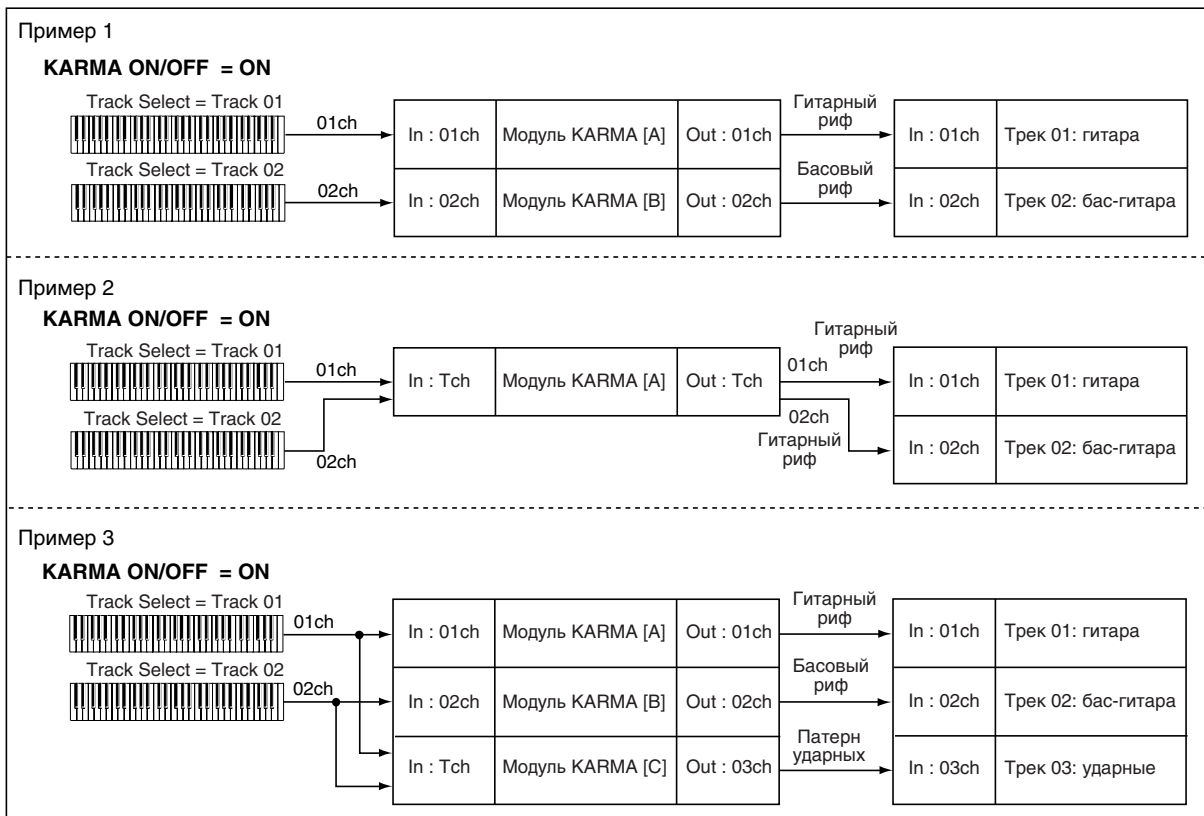 Пример 1
KARMA ON/OFF = ON
Track Select = Track 01
01ch
In : 01ch
Модуль KARMA [A]
Out : 01ch
Гитарный
риф
In : 01ch
Трек 01: гитара
Track Select = Track 02
02ch
In : 02ch
Модуль KARMA [B]
Out : 02ch
Басовый
риф
In : 02ch
Трек 02: бас-гитара
Пример 2
KARMA ON/OFF = ON
Track Select = Track 01
01ch
In : Tch
Модуль KARMA [A]
Out : Tch
Гитарный
риф
01ch
In : 01ch
Трек 01: гитара
Track Select = Track 02
02ch
02ch
Гитарный
риф
In : 02ch
Трек 02: бас-гитара
Пример 3
KARMA ON/OFF = ON
Track Select = Track 01
01ch
In : 01ch
Модуль KARMA [A]
Out : 01ch
Гитарный
риф
In : 01ch
Трек 01: гитара
Track Select = Track 02
02ch
In : 02ch
Модуль KARMA [B]
Out : 02ch
Басовый
риф
In : 02ch
Трек 02: бас-гитара
In : Tch
Модуль KARMA [C]
Out : 03ch
Патерн
ударных
In : 03ch
Трек 03: ударные